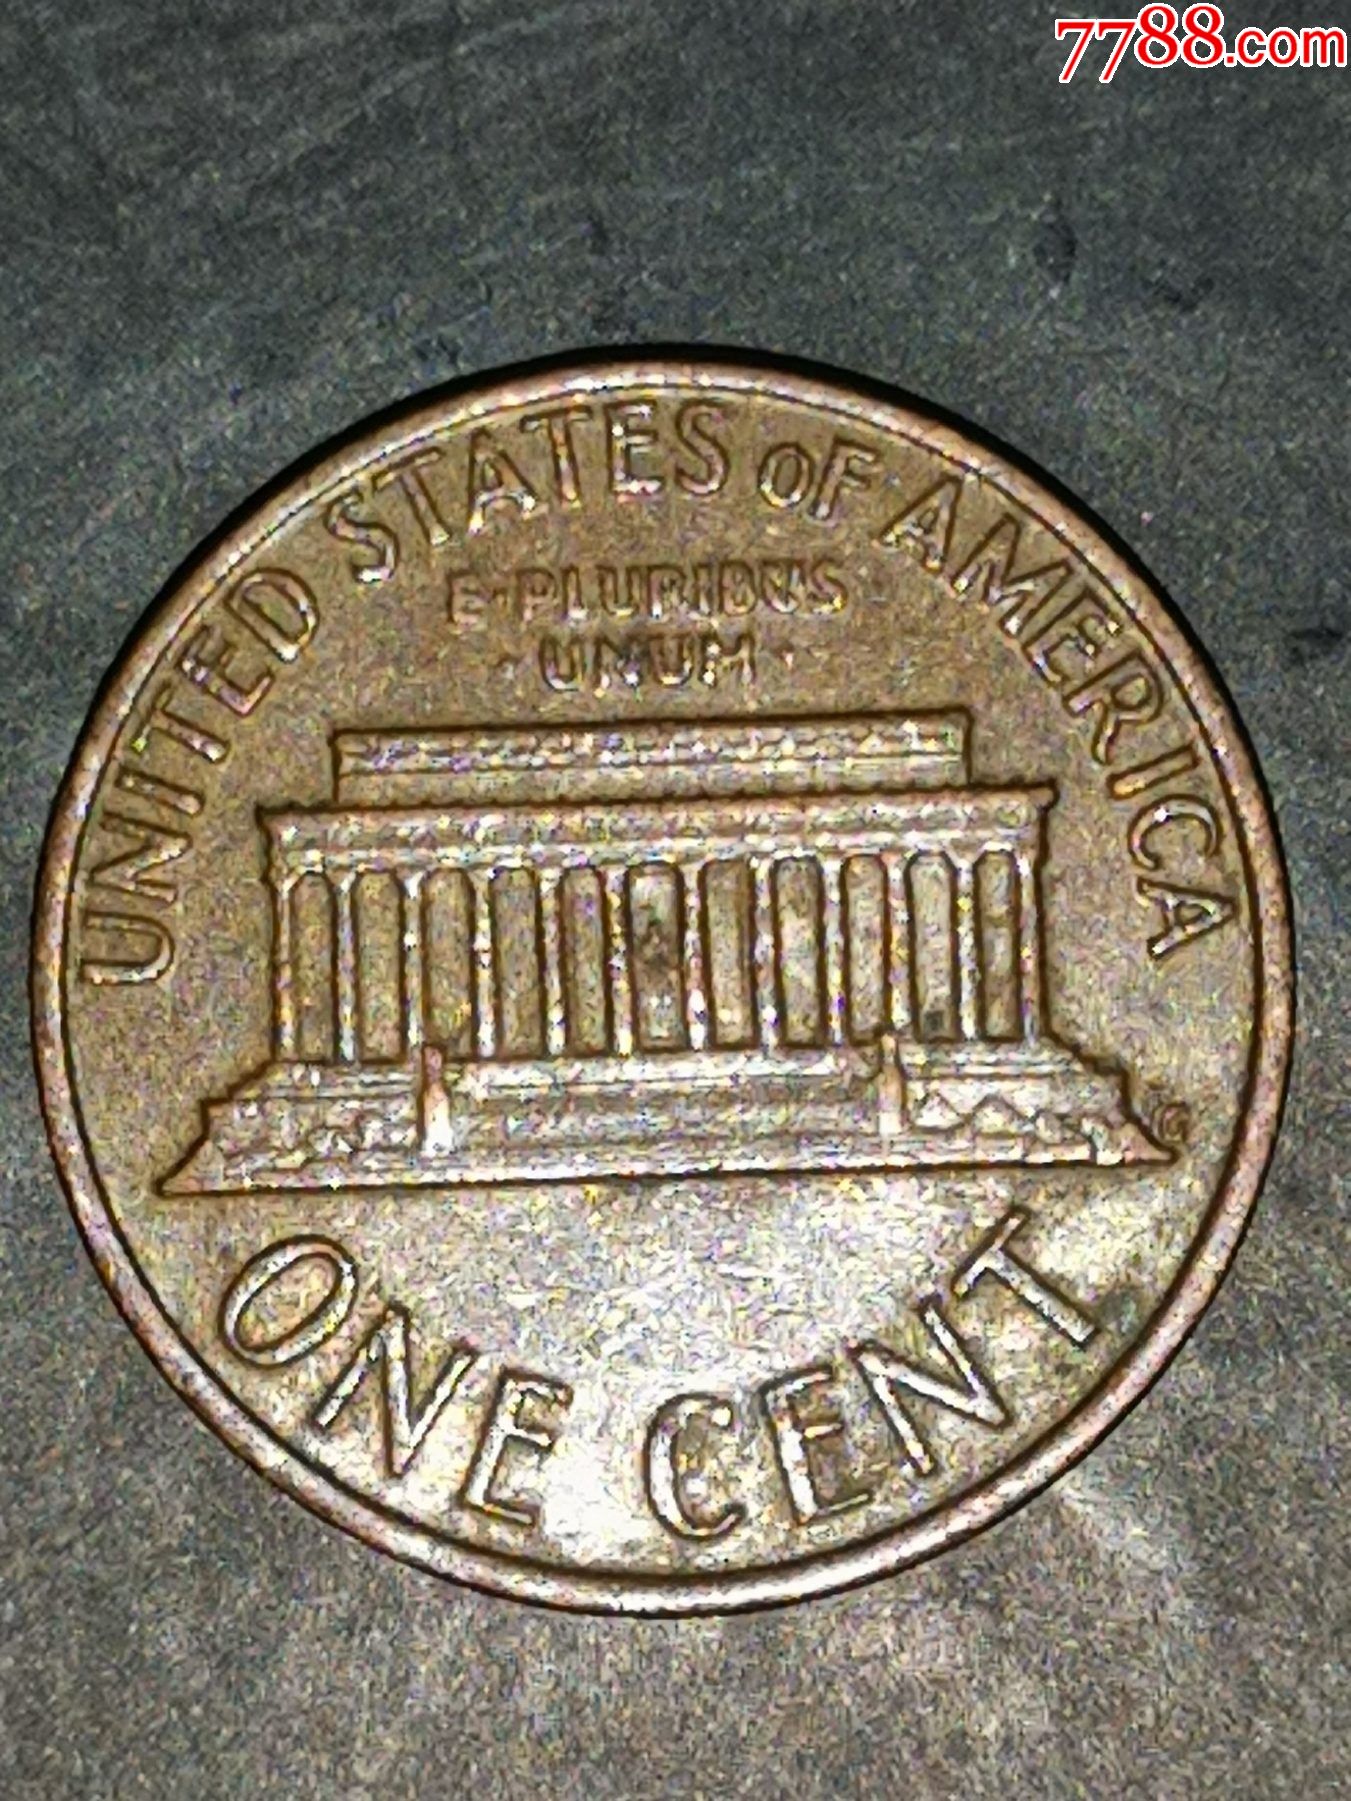 7788.com
UNITED STATES OF AMERICA
E·PLURIBUS
·UNUM·
ONE CENT